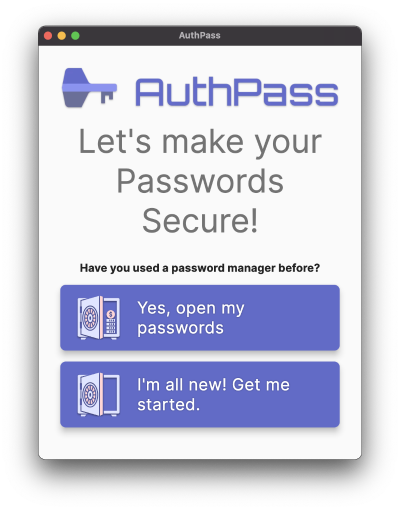 AuthPass
AuthPass
Let's make your
Passwords
Secure!
Have you used a password manager before?
Yes, open my
passwords
I'm all new! Get me
started.